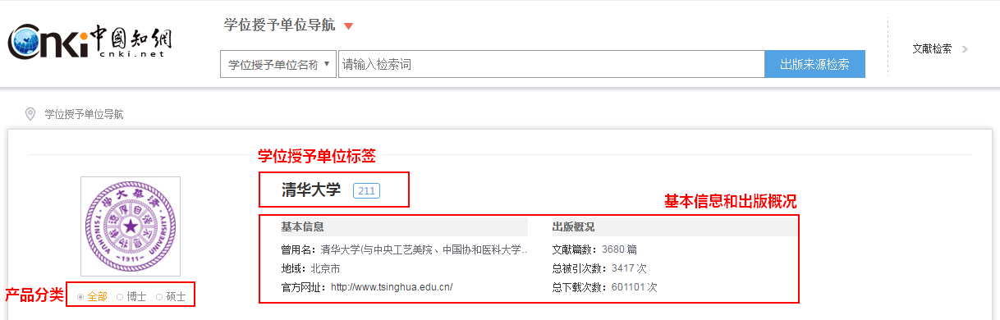 学位授予单位导航
Cnki中國知網
cnki.net
学位授予单位名称 请输入检索词 出版来源检索 文献检索
学位授予单位导航
学位授予单位标签
清华大学 211
基本信息和出版概况
基本信息
曾用名：清华大学(与中央工艺美院、中国协和医科大学..
地域：北京市
官方网址：http://www.tsinghua.edu.cn/
出版概况
文献篇数：3680 篇
总被引次数：3417 次
总下载次数：601101 次
TSINGHUA UNIVERSITY
1911
产品分类
全部 博士 硕士